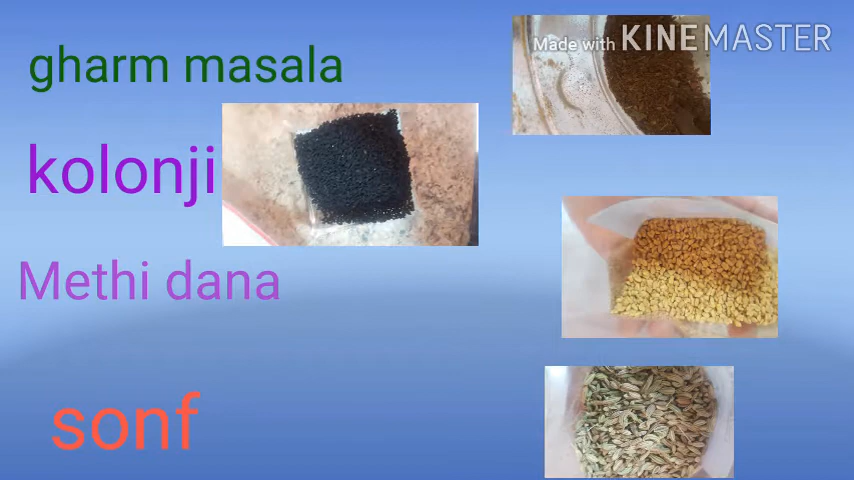 Made with KINEMASTER
gharm masala
kolonji
Methi dana
sonf